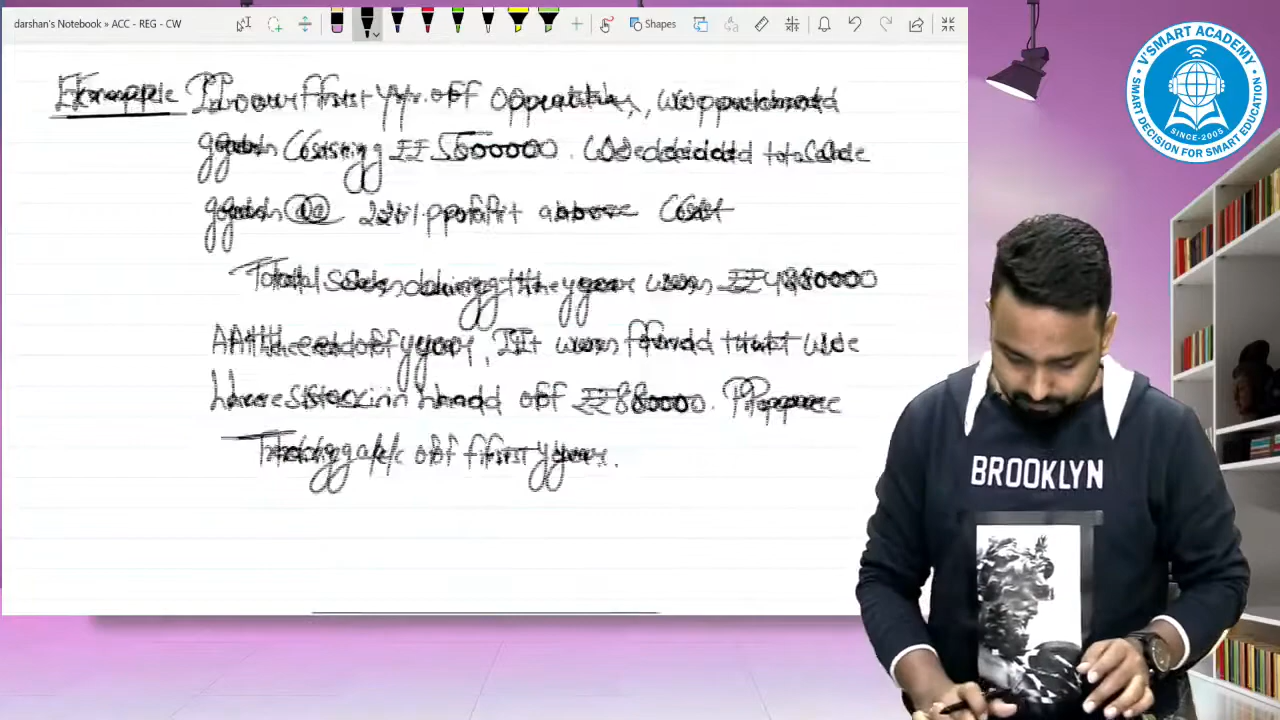 darshan's Notebook » ACC - REG - CW
Shapes
Example In our first yr. of operation, we purchased
goods Costing ₹ 500000. We decided to Sale
goods @ profit above Cost
Total Sales during the year was ₹ 480000
At the end of year, It was found that we
have Stock in hand of ₹ 80000. Prepare
Trading a/c of first year.
V'SMART ACADEMY
SINCE-2005
SMART DECISION FOR SMART EDUCATION
BROOKLYN